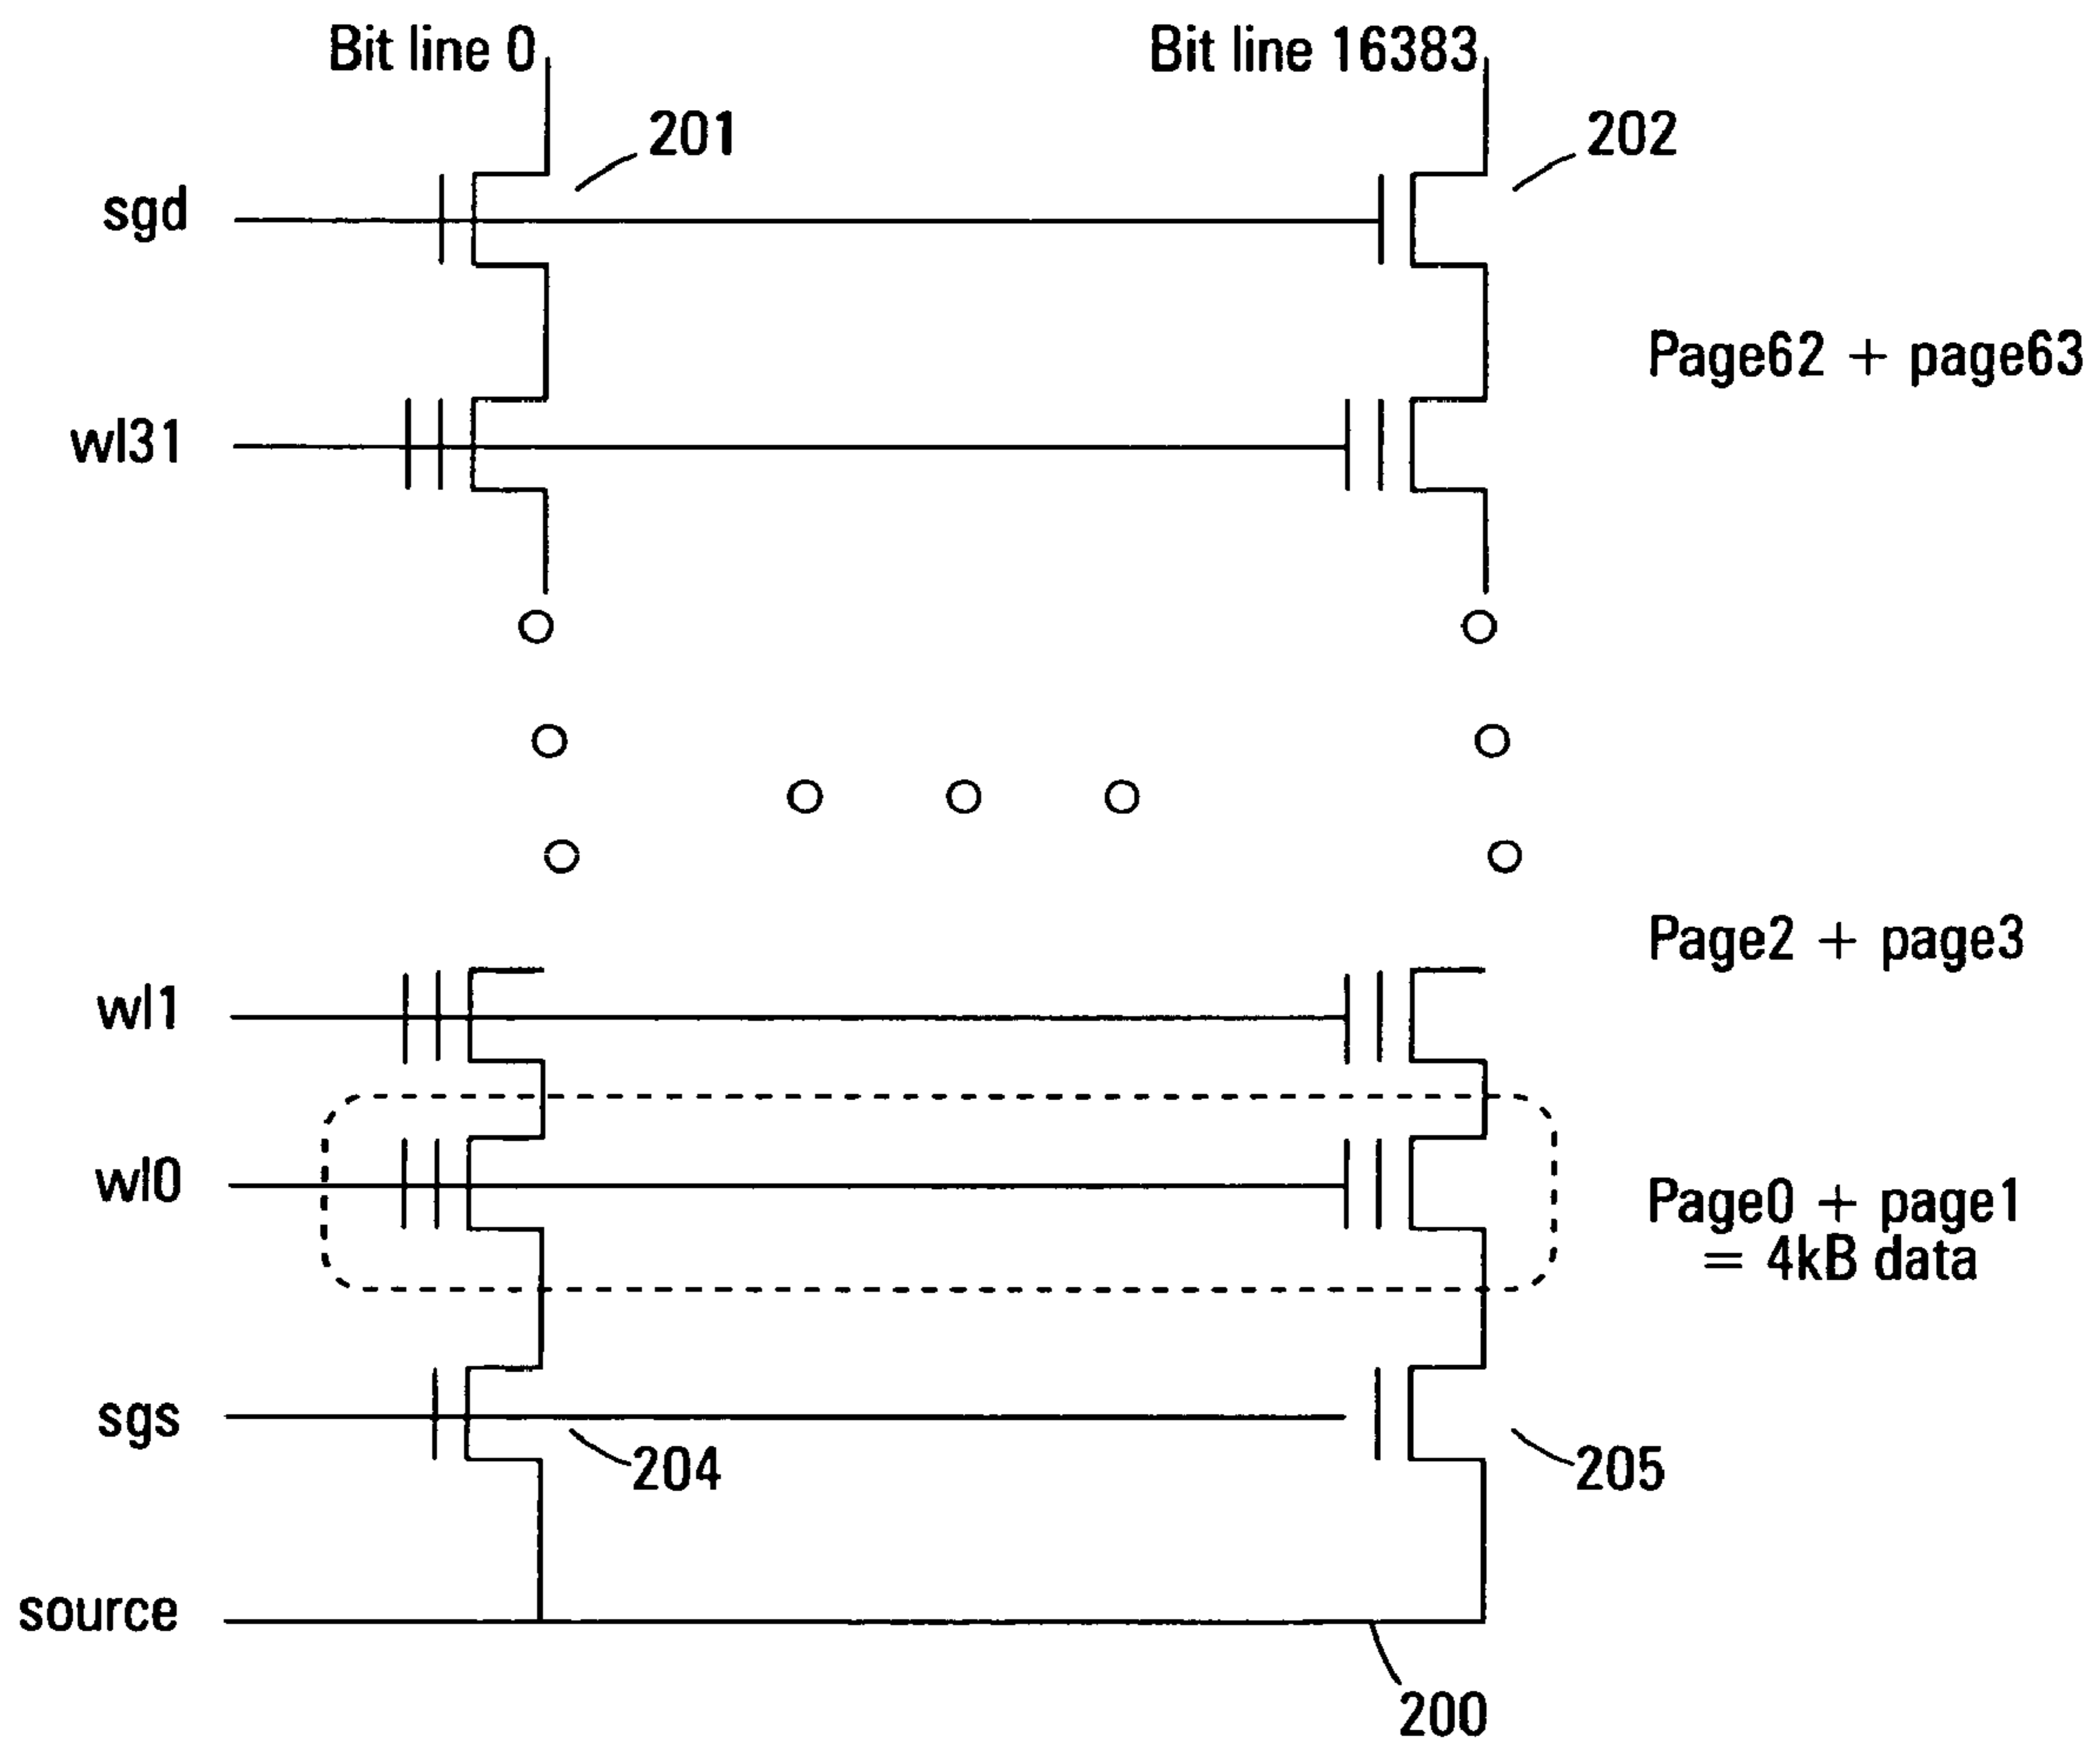 Bit line 0
Bit line 16383
201
202
sgd
Page62 + page63
wl31
Page2 + page3
wl1
wl0
Page0 + page1
= 4kB data
sgs
204
205
source
200